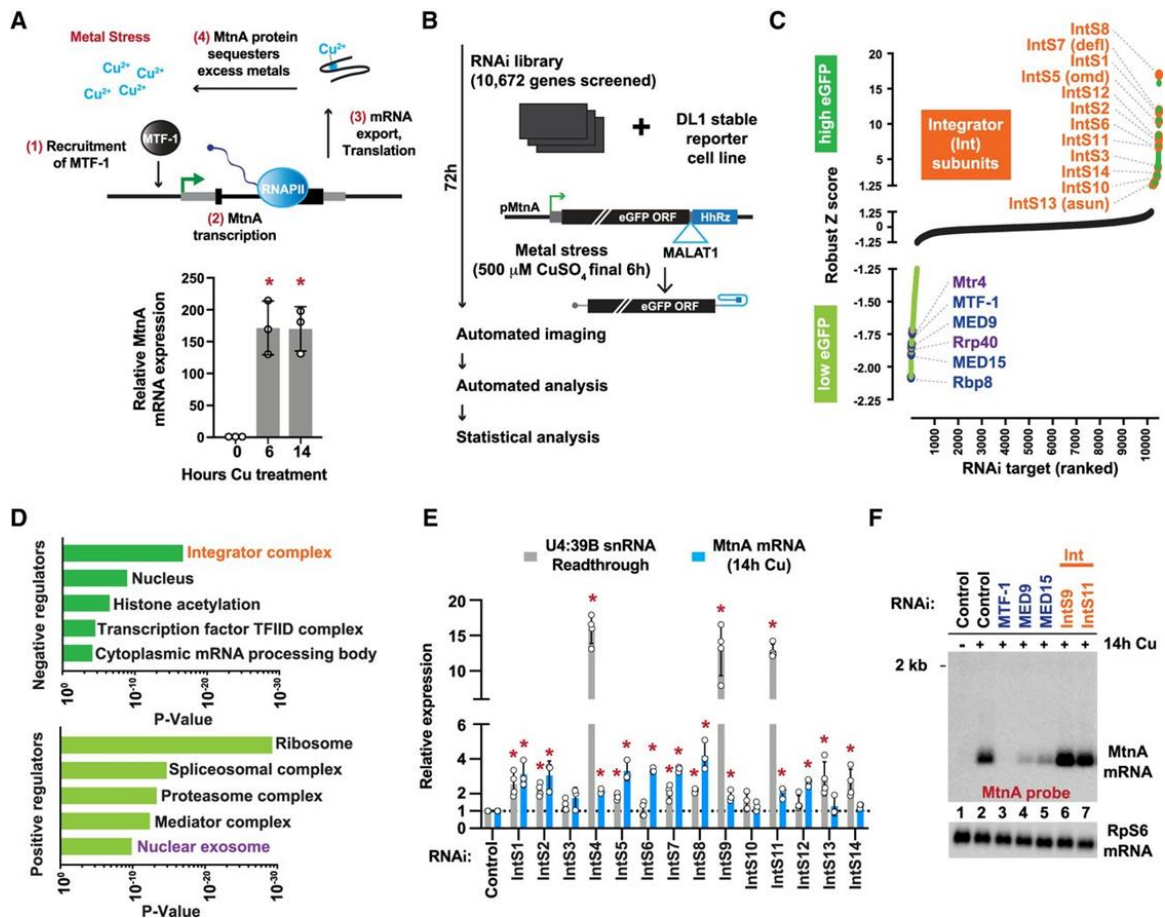 A
Metal Stress
Cu2+
Cu2+ Cu2+
Cu2+ Cu2+
(4) MtnA protein
sequesters
excess metals
Cu2+
(3) mRNA
export,
Translation
(1) Recruitment
of MTF-1
MTF-1
RNAPII
(2) MtnA
transcription
Relative MtnA
mRNA expression
250
200
150
100
50
0
* *
0 6 14
Hours Cu treatment
B
72h
RNAi library
(10,672 genes screened)
+
DL1 stable
reporter
cell line
pMtnA
eGFP ORF
HhRz
MALAT1
Metal stress
(500 μM CuSO4 final 6h)
eGFP ORF
Automated imaging
Automated analysis
Statistical analysis
C
high eGFP
low eGFP
Robust Z score
20
15
10
5
1.25
1.25
0
-1.25
-1.25
-1.50
-1.75
-2.00
-2.25
Integrator
(Int)
subunits
IntS8
IntS7 (defl)
IntS1
IntS5 (omd)
IntS12
IntS2
IntS6
IntS11
IntS3
IntS14
IntS10
IntS13 (asun)
Mtr4
MTF-1
MED9
Rrp40
MED15
Rbp8
1000 2000 3000 4000 5000 6000 7000 8000 9000 10000
RNAi target (ranked)
D
Negative regulators
Integrator complex
Nucleus
Histone acetylation
Transcription factor TFIID complex
Cytoplasmic mRNA processing body
10^0 10^-10 10^-20 10^-30
P-Value
Positive regulators
Ribosome
Spliceosomal complex
Proteasome complex
Mediator complex
Nuclear exosome
10^0 10^-10 10^-20 10^-30
P-Value
E
U4:39B snRNA
Readthrough
MtnA mRNA
(14h Cu)
Relative expression
20
15
10
6
4
2
1
0
* * * * * * * * * * * * * * * * * * * *
RNAi:
Control IntS1 IntS2 IntS3 IntS4 IntS5 IntS6 IntS7 IntS8 IntS9 IntS10 IntS11 IntS12 IntS13 IntS14
F
Int
RNAi: Control Control MTF-1 MED9 MED15 IntS9 IntS11
- + + + + + + 14h Cu
2 kb -
MtnA
mRNA
MtnA probe
1 2 3 4 5 6 7
RpS6
mRNA